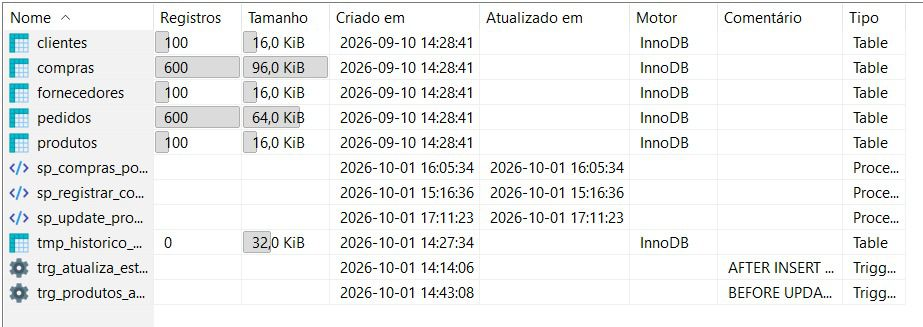 Nome Registros Tamanho Criado em Atualizado em Motor Comentário Tipo
clientes 100 16,0 KiB 2026-09-10 14:28:41 InnoDB Table
compras 600 96,0 KiB 2026-09-10 14:28:41 InnoDB Table
fornecedores 100 16,0 KiB 2026-09-10 14:28:41 InnoDB Table
pedidos 600 64,0 KiB 2026-09-10 14:28:41 InnoDB Table
produtos 100 16,0 KiB 2026-09-10 14:28:41 InnoDB Table
sp_compras_po... 2026-10-01 16:05:34 2026-10-01 16:05:34 Proce...
sp_registrar_co... 2026-10-01 15:16:36 2026-10-01 15:16:36 Proce...
sp_update_pro... 2026-10-01 17:11:23 2026-10-01 17:11:23 Proce...
tmp_historico_... 0 32,0 KiB 2026-10-01 14:27:34 InnoDB Table
trg_atualiza_est... 2026-10-01 14:14:06 AFTER INSERT ... Trigg...
trg_produtos_a... 2026-10-01 14:43:08 BEFORE UPDA... Trigg...